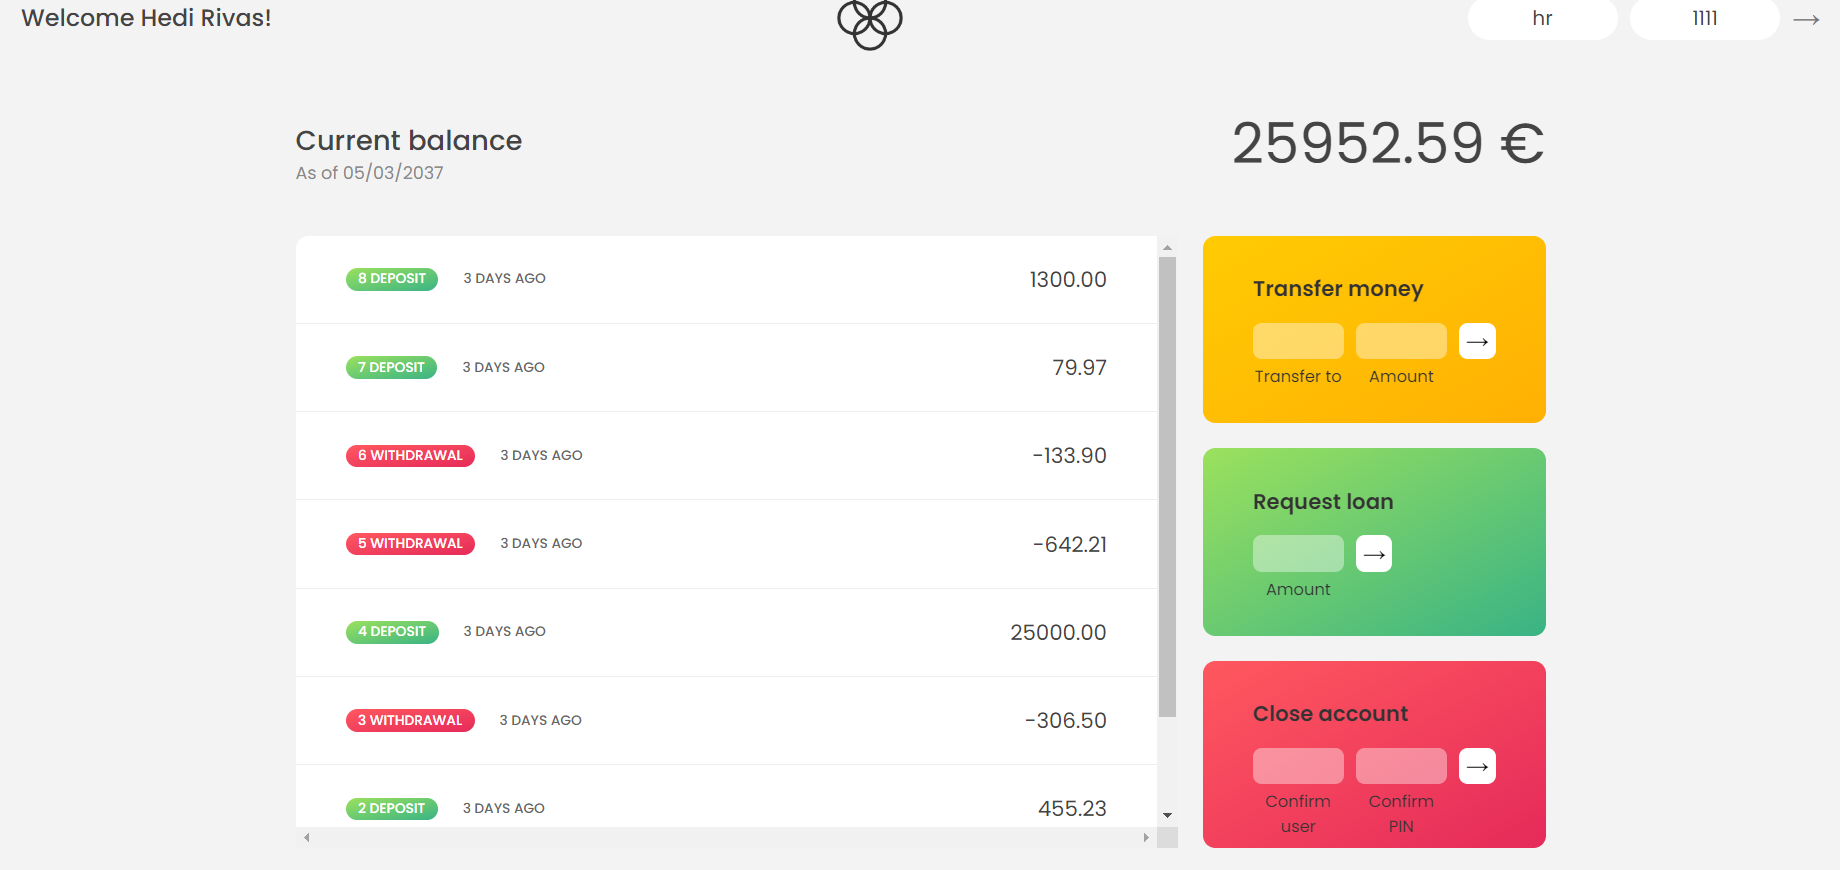 Welcome Hedi Rivas!
hr
1111
→
Current balance
As of 05/03/2037
25952.59 €
8 DEPOSIT 3 DAYS AGO 1300.00
7 DEPOSIT 3 DAYS AGO 79.97
6 WITHDRAWAL 3 DAYS AGO -133.90
5 WITHDRAWAL 3 DAYS AGO -642.21
4 DEPOSIT 3 DAYS AGO 25000.00
3 WITHDRAWAL 3 DAYS AGO -306.50
2 DEPOSIT 3 DAYS AGO 455.23
Transfer money
→
Transfer to Amount
Request loan
→
Amount
Close account
→
Confirm user
Confirm PIN